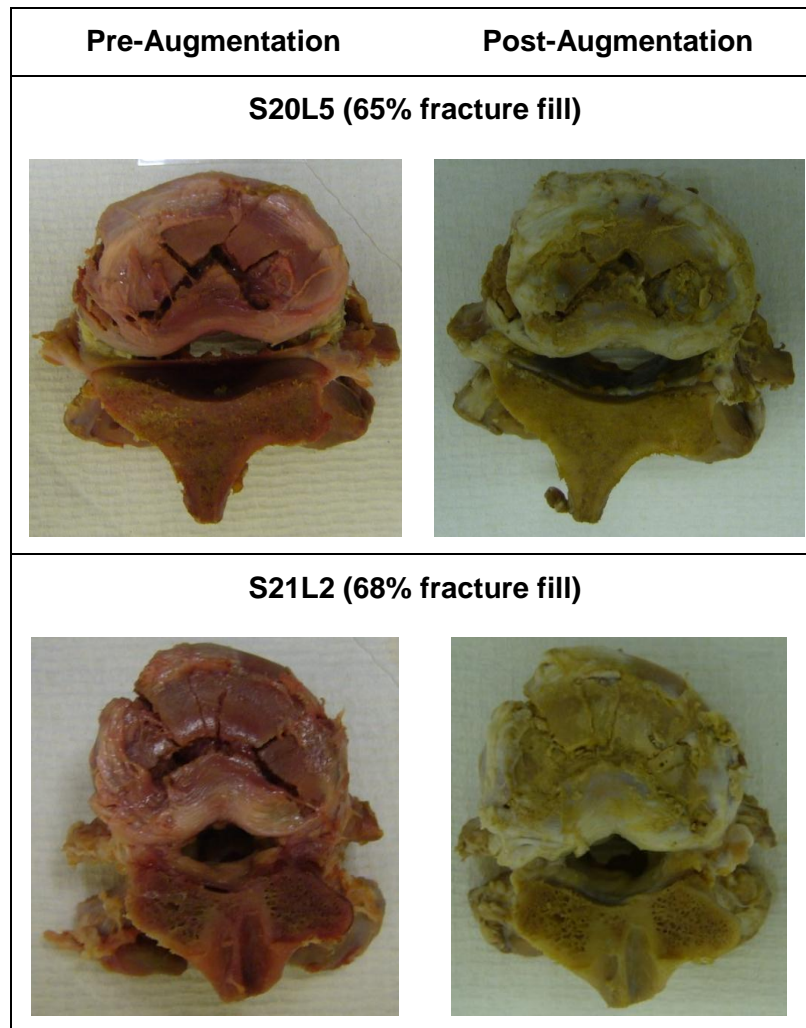 Pre-Augmentation Post-Augmentation
S20L5 (65% fracture fill)
S21L2 (68% fracture fill)